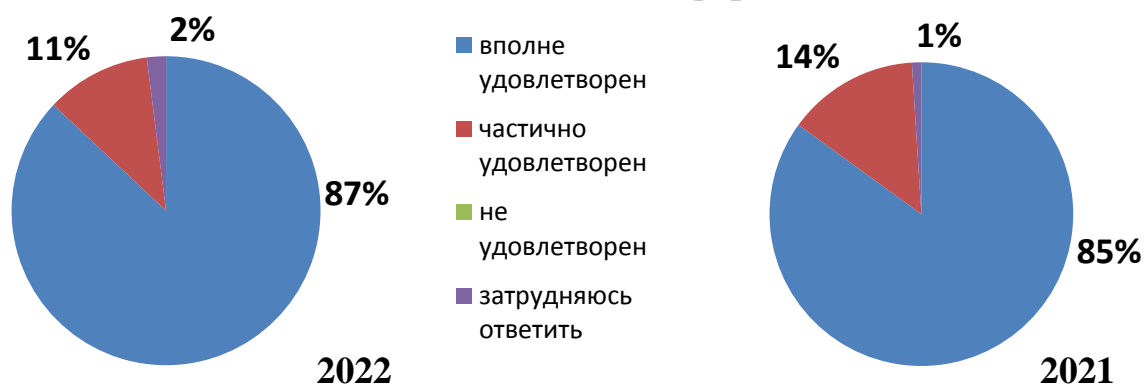 11%
2%
87%
2022
вполне
удовлетворен
частично
удовлетворен
не
удовлетворен
затрудняюсь
ответить
14%
1%
85%
2021